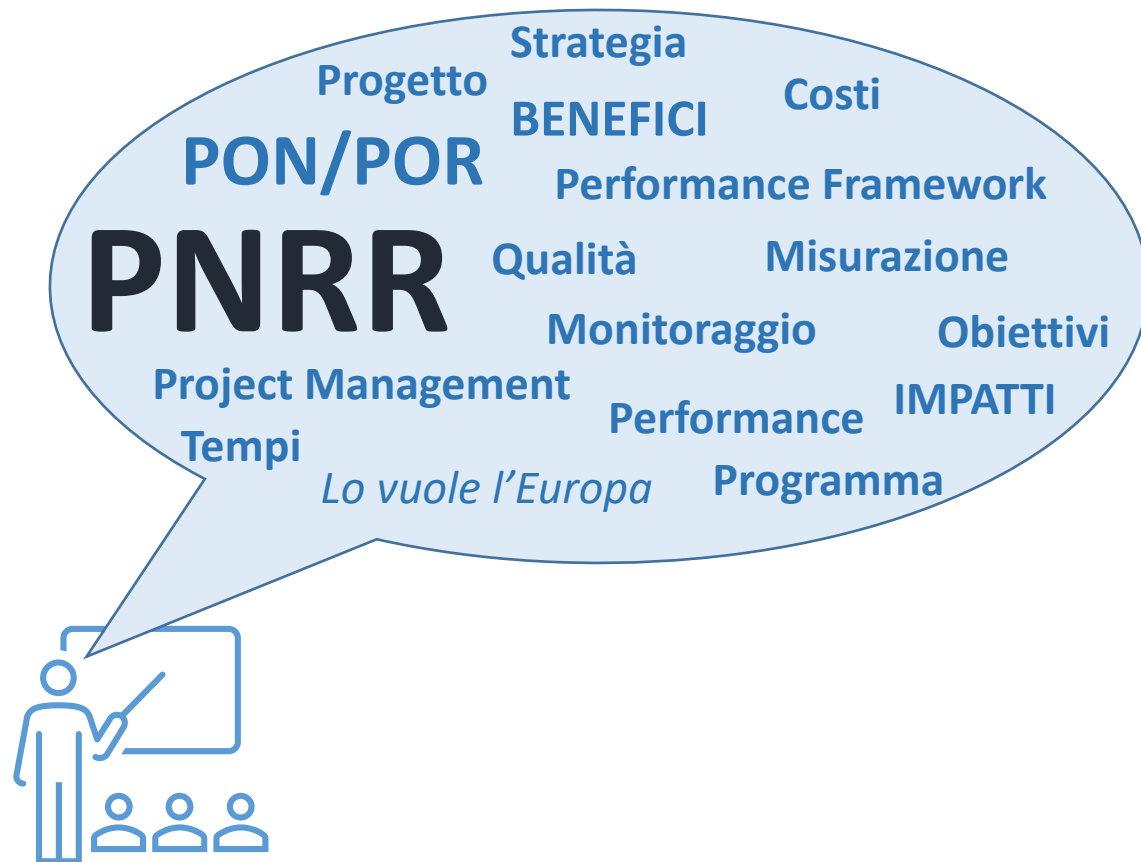 Strategia
Progetto
Costi
BENEFICI
PON/POR
Performance Framework
PNRR
Qualità
Misurazione
Monitoraggio
Obiettivi
Project Management
IMPATTI
Performance
Tempi
Lo vuole l’Europa
Programma